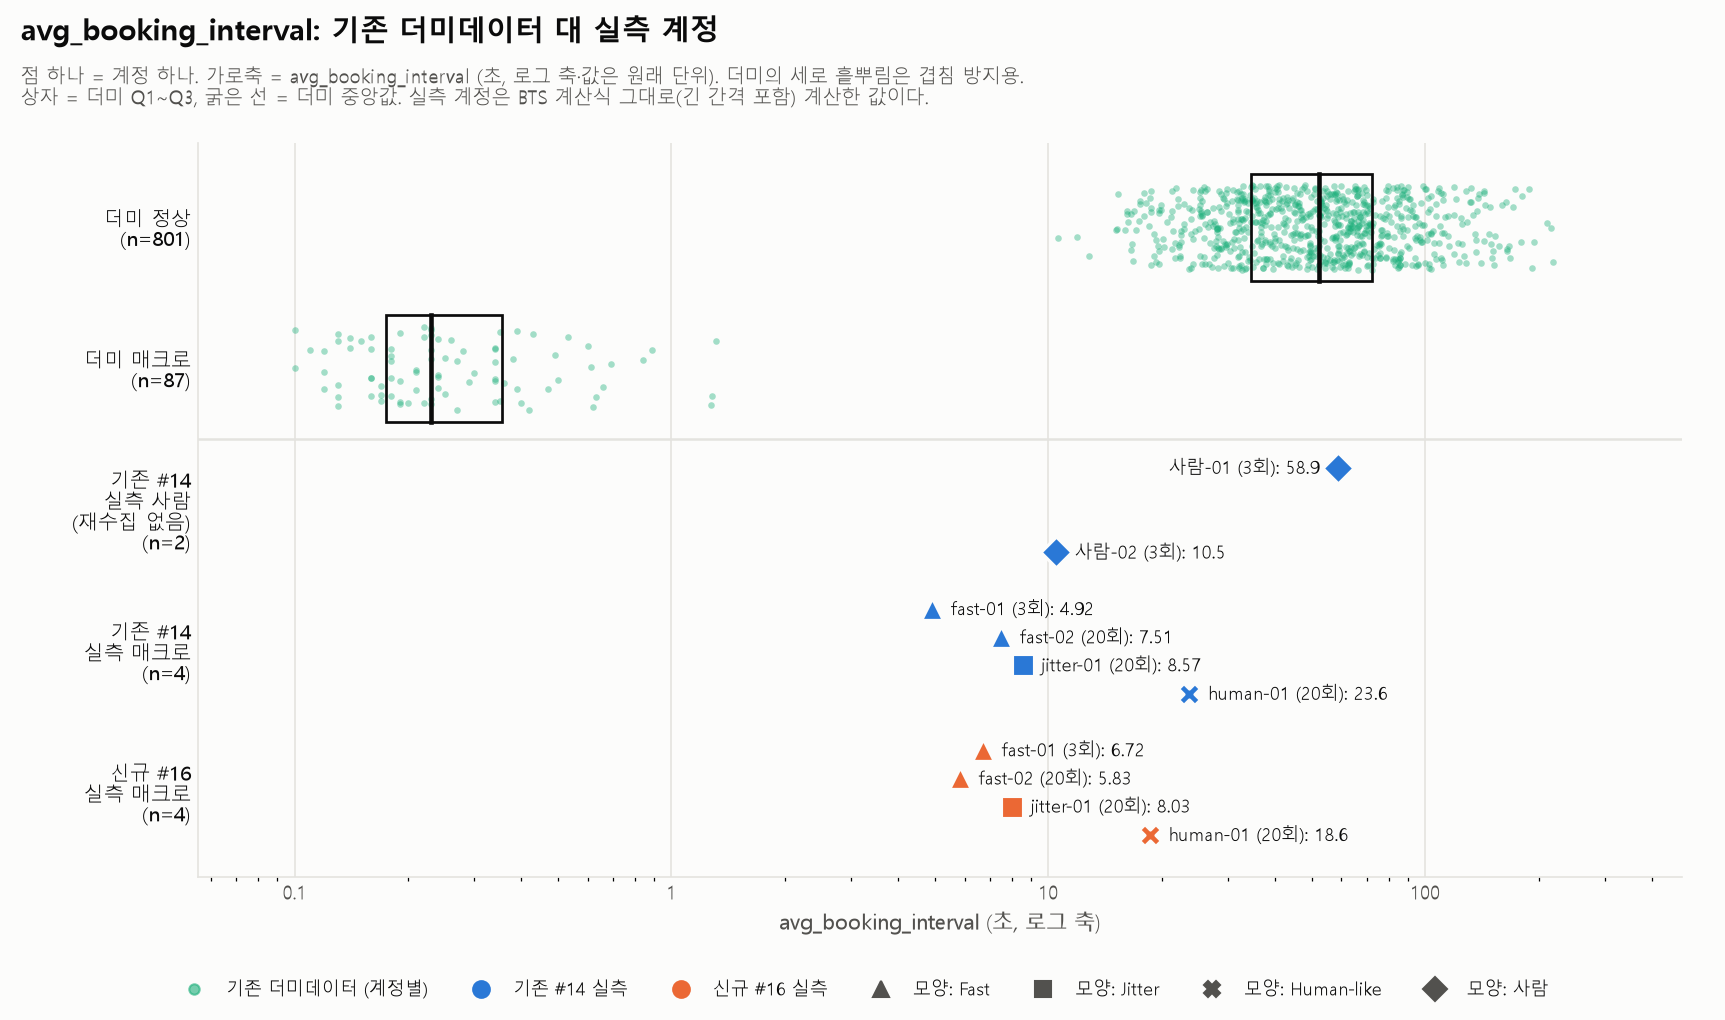 avg_booking_interval: 기존 더미데이터 대 실측 계정
점 하나 = 계정 하나. 가로축 = avg_booking_interval (초, 로그 축·값은 원래 단위). 더미의 세로 흩뿌림은 겹침 방지용.
상자 = 더미 Q1~Q3, 굵은 선 = 더미 중앙값. 실측 계정은 BTS 계산식 그대로(긴 간격 포함) 계산한 값이다.
더미 정상
(n=801)
더미 매크로
(n=87)
기존 #14
실측 사람
(재수집 없음)
(n=2)
사람-01 (3회): 58.9
사람-02 (3회): 10.5
기존 #14
실측 매크로
(n=4)
fast-01 (3회): 4.92
fast-02 (20회): 7.51
jitter-01 (20회): 8.57
human-01 (20회): 23.6
신규 #16
실측 매크로
(n=4)
fast-01 (3회): 6.72
fast-02 (20회): 5.83
jitter-01 (20회): 8.03
human-01 (20회): 18.6
0.1 1 10 100
avg_booking_interval (초, 로그 축)
기존 더미데이터 (계정별) 기존 #14 실측 신규 #16 실측 모양: Fast 모양: Jitter 모양: Human-like 모양: 사람